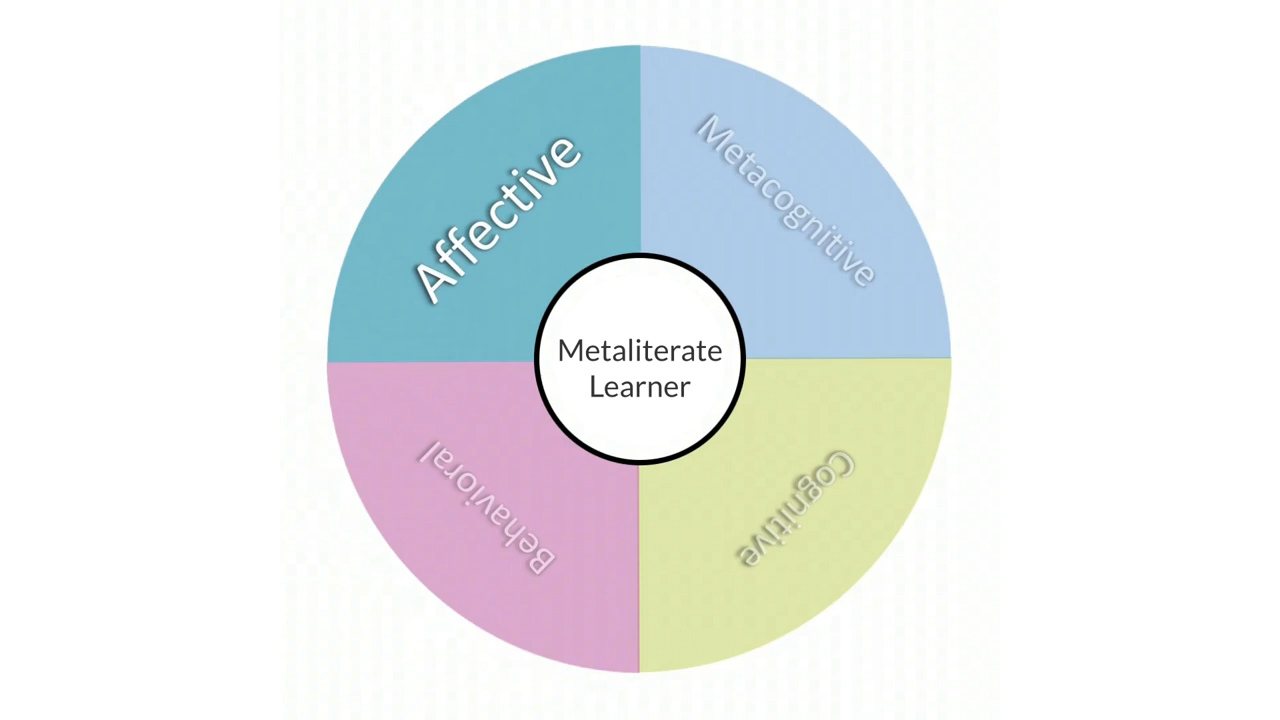 Affective
Metacognitive
Metaliterate
Learner
Behavioral
Cognitive